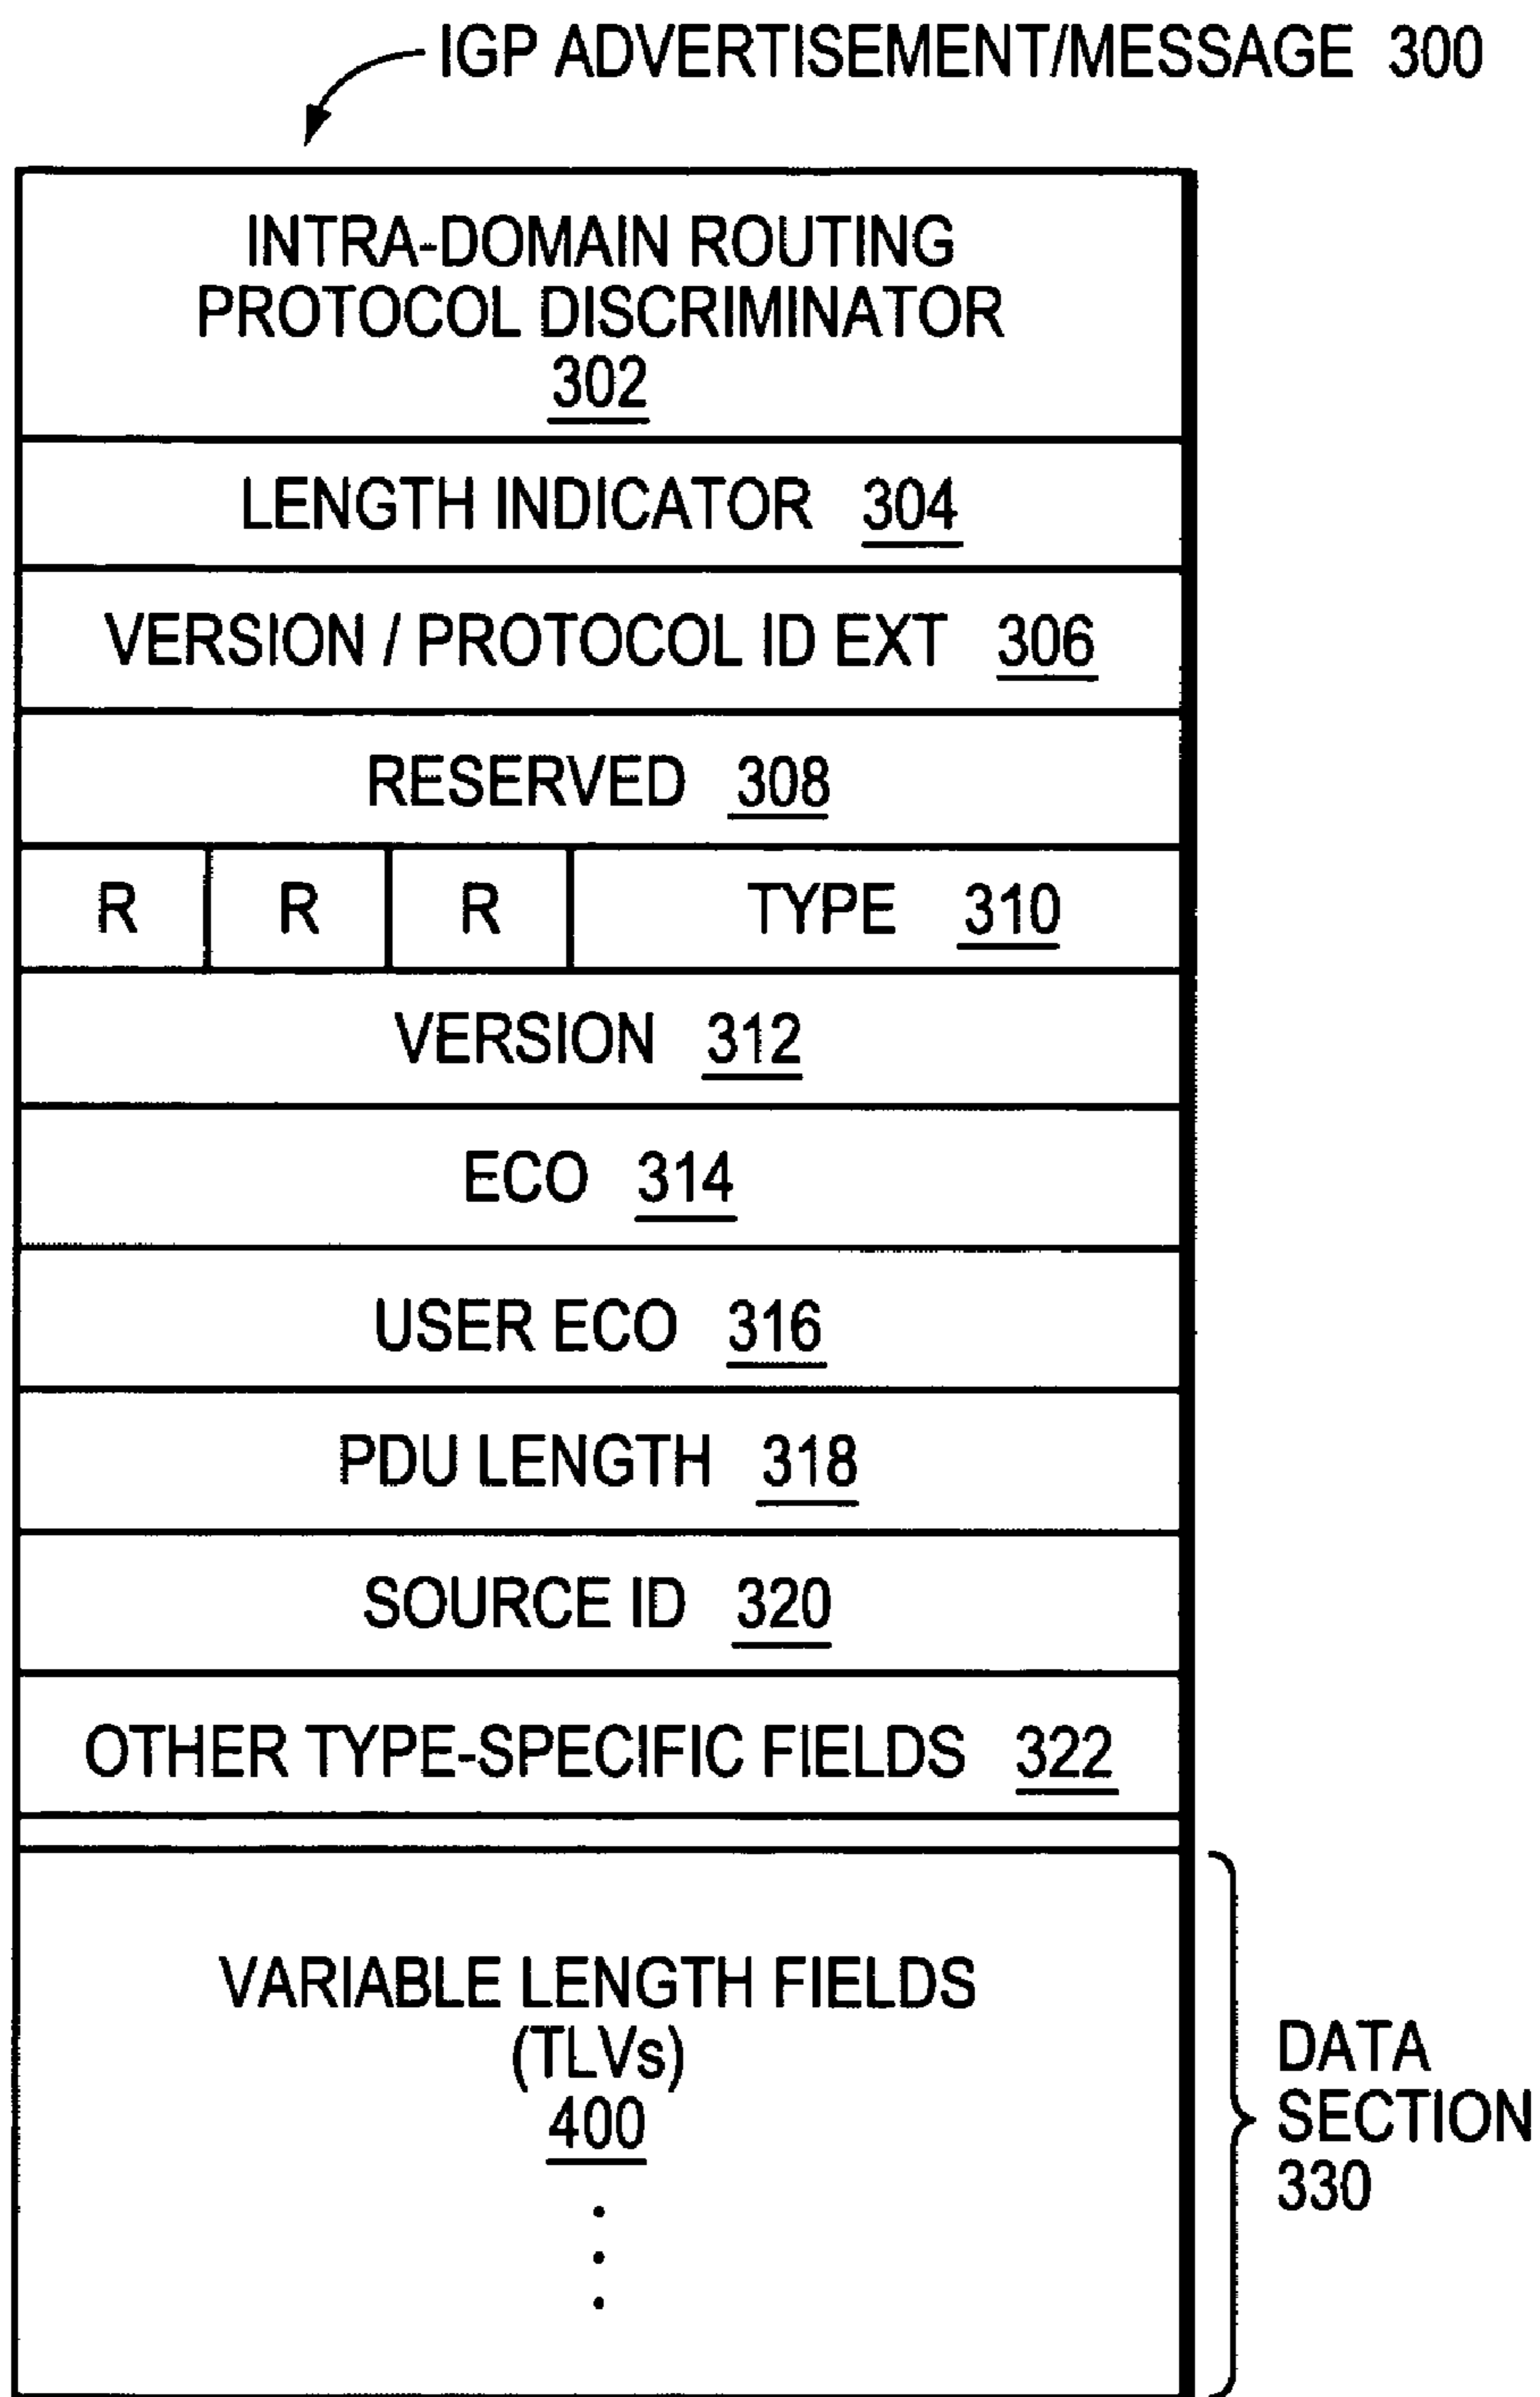 IGP ADVERTISEMENT/MESSAGE 300
INTRA-DOMAIN ROUTING
PROTOCOL DISCRIMINATOR
302
LENGTH INDICATOR 304
VERSION / PROTOCOL ID EXT 306
RESERVED 308
R R R TYPE 310
VERSION 312
ECO 314
USER ECO 316
PDU LENGTH 318
SOURCE ID 320
OTHER TYPE-SPECIFIC FIELDS 322
VARIABLE LENGTH FIELDS
(TLVs)
400
DATA
SECTION
330